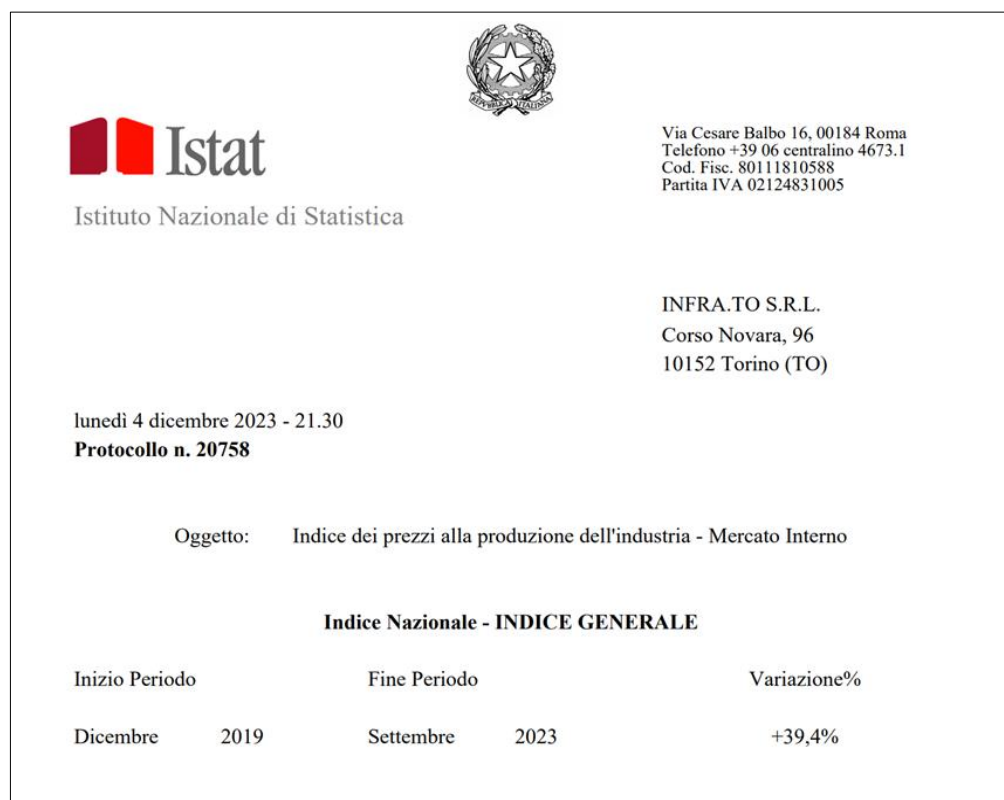 REPVBBLICA ITALIANA
Istat
Istituto Nazionale di Statistica
Via Cesare Balbo 16, 00184 Roma
Telefono +39 06 centralino 4673.1
Cod. Fisc. 80111810588
Partita IVA 02124831005
INFRA.TO S.R.L.
Corso Novara, 96
10152 Torino (TO)
lunedì 4 dicembre 2023 - 21.30
Protocollo n. 20758
Oggetto: Indice dei prezzi alla produzione dell'industria - Mercato Interno
Indice Nazionale - INDICE GENERALE
Inizio Periodo Fine Periodo Variazione%
Dicembre 2019 Settembre 2023 +39,4%